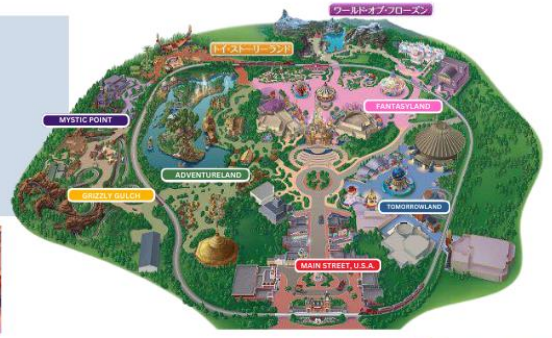 ワールド・オブ・フローズン
トイ・ストーリーランド
FANTASYLAND
MYSTIC POINT
ADVENTURELAND
GRIZZLY GULCH
TOMORROWLAND
MAIN STREET, U.S.A.